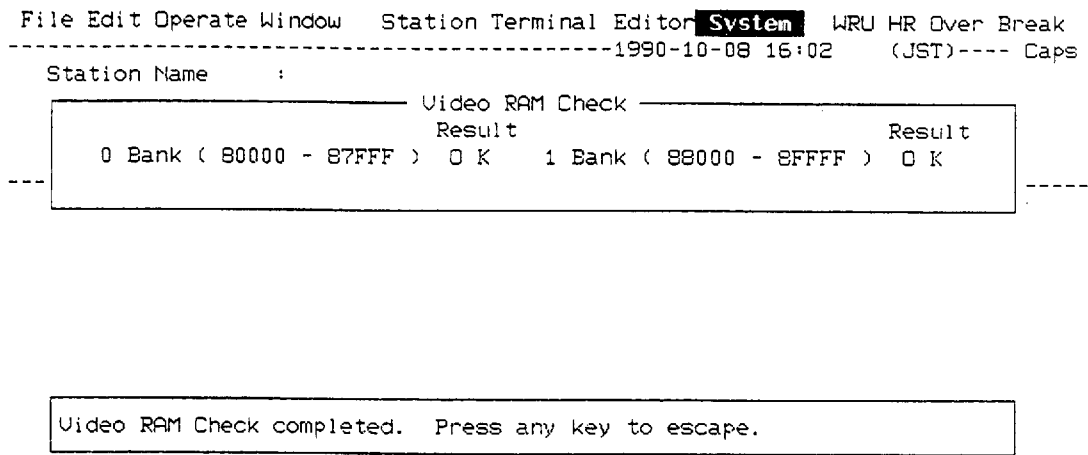 File Edit Operate Window Station Terminal Editor System WRU HR Over Break
1990-10-08 16:02 (JST)---- Caps
Station Name :
Video RAM Check
Result Result
0 Bank ( 80000 - 87FFF ) O K 1 Bank ( 88000 - 8FFFF ) O K
Video RAM Check completed. Press any key to escape.